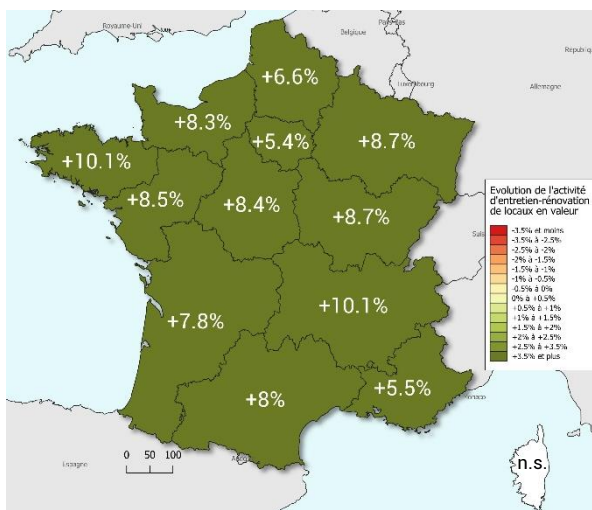 Royaume-Uni
Belgique
Luxembourg
Allemagne
+6.6%
+8.3%
+5.4%
+8.7%
+10.1%
+8.5%
+8.4%
+8.7%
+7.8%
+10.1%
+8%
+5.5%
Evolution de l'activité
d'entretien-rénovation
de locaux en valeur
-3.5% et moins
-3.5% à -2.5%
-2.5% à -2%
-2% à -1.5%
-1.5% à -1%
-1% à -0.5%
-0.5% à 0%
0% à +0.5%
+0.5% à +1%
+1% à +1.5%
+1.5% à +2%
+2% à +2.5%
+2.5% à +3.5%
+3.5% et plus
Espagne
0 50 100
n.s.